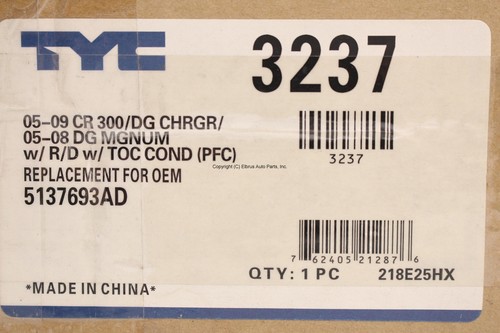 TYC
3237
05-09 CR 300/DG CHRGR/
05-08 DG MGNUM
w/ R/D w/ TOC COND (PFC)
REPLACEMENT FOR OEM
5137693AD
3237
Copyright (C) Elbrus Auto Parts, Inc.
7 62405 21287 6
QTY: 1 PC
218E25HX
*MADE IN CHINA*